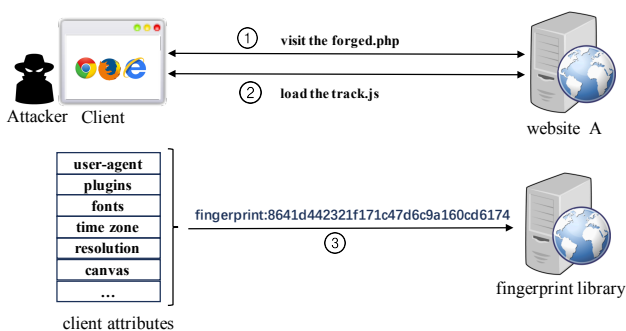 ①
visit the forged.php
②
load the track.js
Attacker Client
website A
user-agent
plugins
fonts
time zone
resolution
canvas
...
fingerprint:8641d442321f171c47d6c9a160cd6174
③
fingerprint library
client attributes